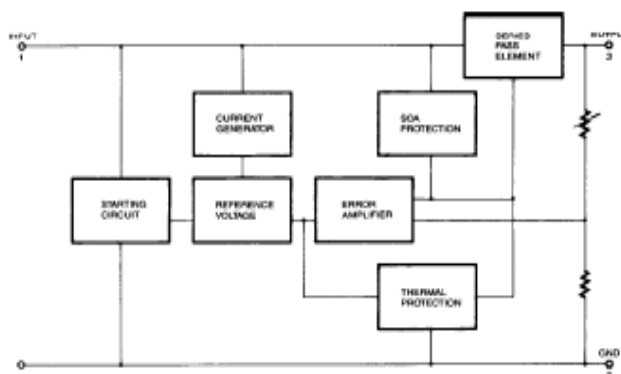 INPUT
1
SERIES
PASS
ELEMENT
OUTPUT
3
CURRENT
GENERATOR
SOA
PROTECTION
STARTING
CIRCUIT
REFERENCE
VOLTAGE
ERROR
AMPLIFIER
THERMAL
PROTECTION
GND